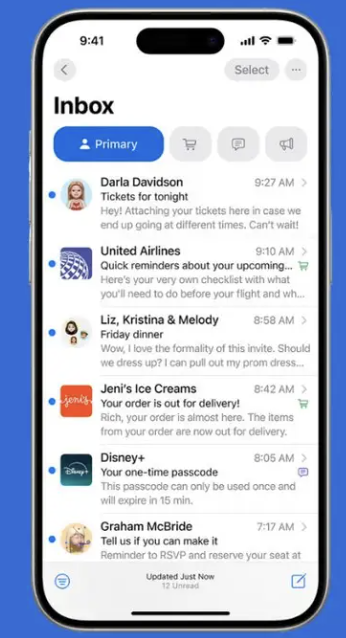 9:41
Select
Inbox
Primary
Darla Davidson 9:27 AM
Tickets for tonight
Hey! Attaching your tickets here in case we
end up going at different times. Can't wait!
United Airlines 9:10 AM
Quick reminders about your upcoming...
Here's your very own checklist with what
you'll need to do before your flight and wh...
Liz, Kristina & Melody 8:58 AM
Friday dinner
Wow, I love the formality of this invite. Should
we dress up? I can pull out my prom dress...
jeni's
Jeni's Ice Creams 8:42 AM
Your order is out for delivery!
Rich, your order is almost here. The items
from your order are now out for delivery.
Disney+
Disney+ 8:05 AM
Your one-time passcode
This passcode can only be used once and
will expire in 15 min.
Graham McBride 7:17 AM
Tell us if you can make it
Reminder to RSVP and reserve your seat at
Updated Just Now
12 Unread